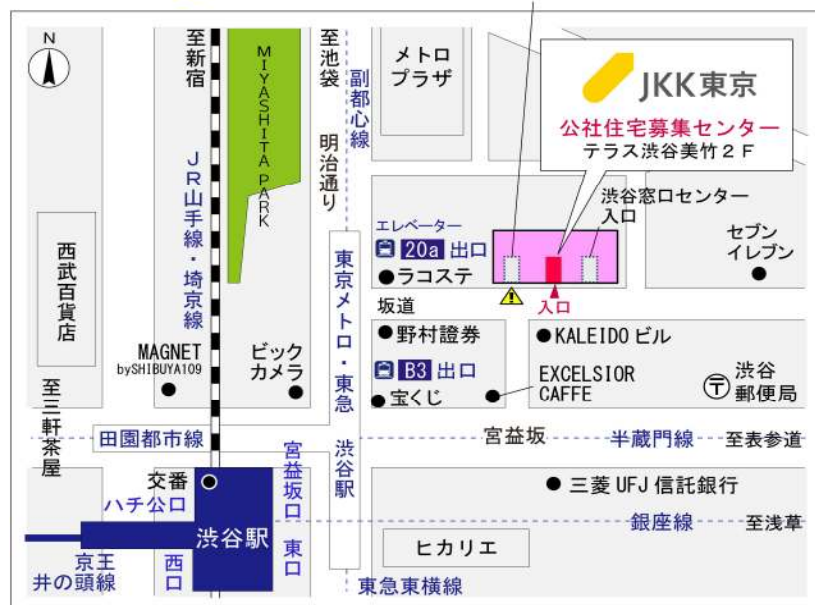 N
至新宿
MIYASHITA PARK
至池袋
明治通り
副都心線
メトロ
プラザ
JKK東京
公社住宅募集センター
テラス渋谷美竹２F
JR山手線・埼京線
西武百貨店
エレベーター
20a 出口
ラコステ
渋谷窓口センター
入口
セブン
イレブン
入口
東京メトロ・東急 渋谷駅
坂道
野村證券
KALEIDO ビル
MAGNET
bySHIBUYA109
ビック
カメラ
B3 出口
宝くじ
EXCELSIOR
CAFFE
〒
渋谷
郵便局
至三軒茶屋
田園都市線
宮益坂
半蔵門線
至表参道
交番
ハチ公口
宮益坂口
三菱 UFJ 信託銀行
渋谷駅
東口
銀座線
至浅草
京王
井の頭線
西口
ヒカリエ
東急東横線